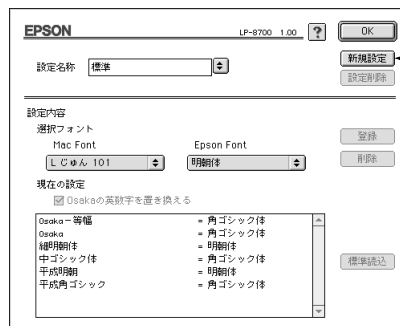 EPSON
LP-8700 1.00 ? OK
設定名称 標準
新規設定
設定削除
設定内容
選択フォント
Mac Font Epson Font
Lじゅん 101 明朝体
登録
削除
現在の設定
Osakaの英数字を置き換える
Osaka－等幅 = 角ゴシック体
Osaka = 角ゴシック体
細明朝体 = 明朝体
中ゴシック体 = 角ゴシック体
平成明朝 = 明朝体
平成角ゴシック = 角ゴシック体
標準読込